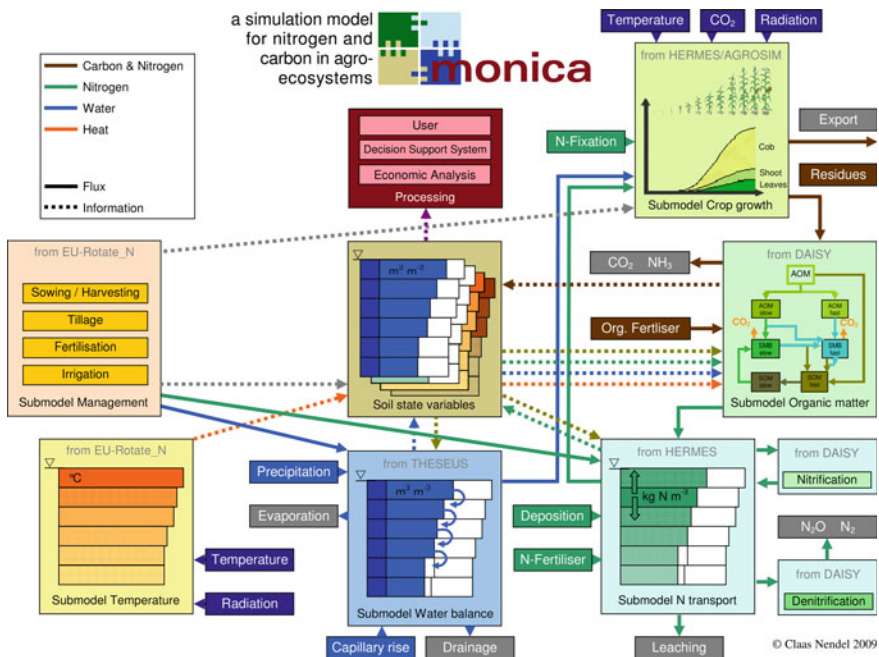 a simulation model
for nitrogen and
carbon in agro-
ecosystems
monica
Temperature
CO2
Radiation
Carbon & Nitrogen
Nitrogen
Water
Heat
Flux
Information
User
Decision Support System
Economic Analysis
Processing
from HERMES/AGROSIM
Cob
Shoot
Leaves
Submodel Crop growth
N-Fixation
Export
Residues
from EU-Rotate_N
Sowing / Harvesting
Tillage
Fertilisation
Irrigation
Submodel Management
m³ m⁻³
Soil state variables
CO2 NH3
Org. Fertliser
from DAISY
AOM
AOM slow
AOM fast
CO2
CO2
SMB slow
SMB fast
SOM slow
SOM fast
Submodel Organic matter
from EU-Rotate_N
°C
Submodel Temperature
Precipitation
Evaporation
Temperature
Radiation
from THESEUS
m³ m⁻³
Submodel Water balance
Capillary rise
Drainage
Deposition
N-Fertiliser
from HERMES
kg N m⁻³
Submodel N transport
Leaching
from DAISY
Nitrification
N2O N2
from DAISY
Denitrification
© Claas Nendel 2009